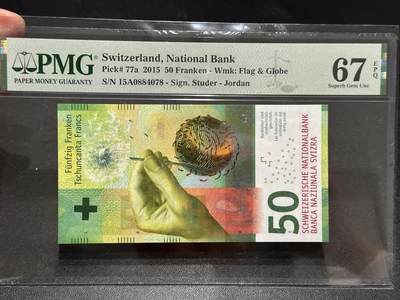 PMG
PAPER MONEY GUARANTY
Switzerland, National Bank
Pick# 77a 2015 50 Franken - Wmk: Flag & Globe
S/N 15A0884078 - Sign. Studer - Jordan
67 EPQ
Superb Gem Unc
Fünfzig Franken
Tschuncanta Francs
50
SCHWEIZERISCHE NATIONALBANK
BANCA NAZIUNALA SVIZRA